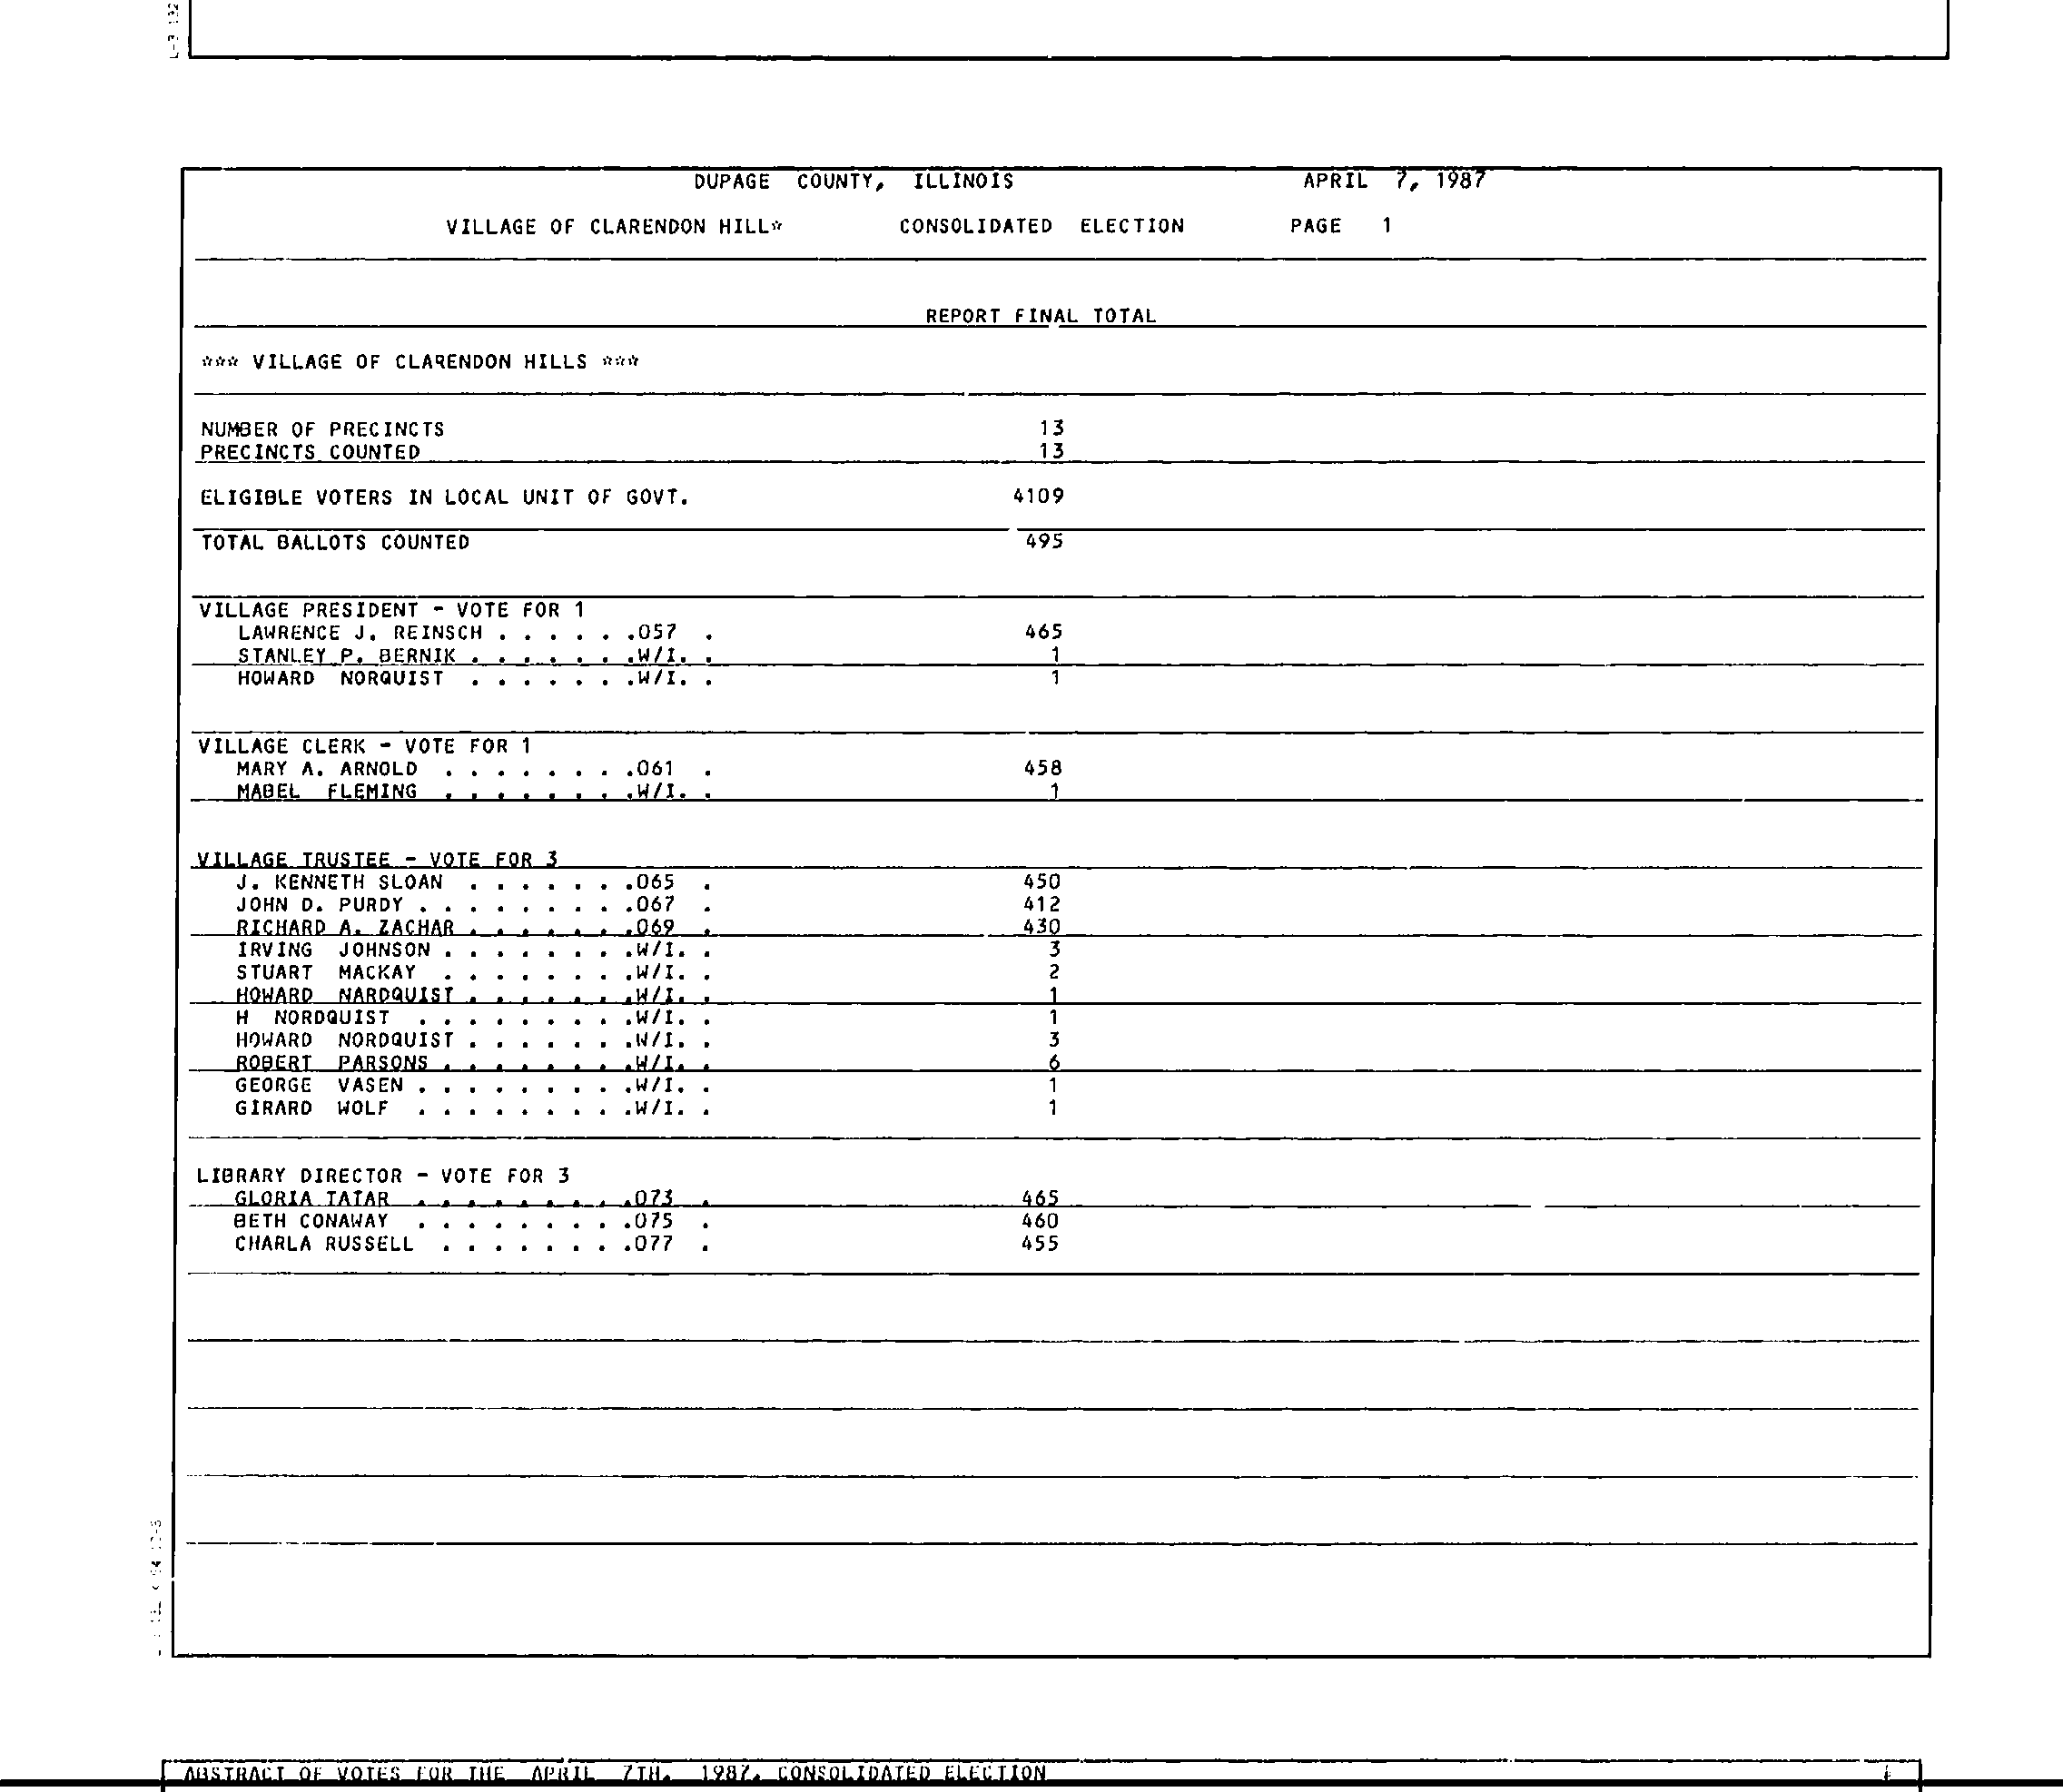 DUPAGE COUNTY, ILLINOIS APRIL 7, 1987
VILLAGE OF CLARENDON HILL* CONSOLIDATED ELECTION PAGE 1
REPORT FINAL TOTAL
*** VILLAGE OF CLARENDON HILLS ***
NUMBER OF PRECINCTS 13
PRECINCTS COUNTED 13
ELIGIBLE VOTERS IN LOCAL UNIT OF GOVT. 4109
TOTAL BALLOTS COUNTED 495
VILLAGE PRESIDENT - VOTE FOR 1
LAWRENCE J. REINSCH . . . . . .057 . 465
STANLEY P. BERNIK . . . . . . .W/I. . 1
HOWARD NORQUIST . . . . . . .W/I. . 1
VILLAGE CLERK - VOTE FOR 1
MARY A. ARNOLD . . . . . . . .061 . 458
MABEL FLEMING . . . . . . . .W/I. . 1
VILLAGE TRUSTEE - VOTE FOR 3
J. KENNETH SLOAN . . . . . . .065 . 450
JOHN D. PURDY . . . . . . . . .067 . 412
RICHARD A. ZACHAR . . . . . . .069 . 430
IRVING JOHNSON . . . . . . . .W/I. . 3
STUART MACKAY . . . . . . . .W/I. . 2
HOWARD NARDQUIST . . . . . . .W/I. . 1
H NORDQUIST . . . . . . . . .W/I. . 1
HOWARD NORDQUIST . . . . . . .W/I. . 3
ROBERT PARSONS . . . . . . . .W/I. . 6
GEORGE VASEN . . . . . . . . .W/I. . 1
GIRARD WOLF . . . . . . . . .W/I. . 1
LIBRARY DIRECTOR - VOTE FOR 3
GLORIA TATAR . . . . . . . . .073 . 465
BETH CONAWAY . . . . . . . . .075 . 460
CHARLA RUSSELL . . . . . . . .077 . 455
ABSTRACT OF VOTES FOR THE APRIL 7TH, 1987, CONSOLIDATED ELECTION